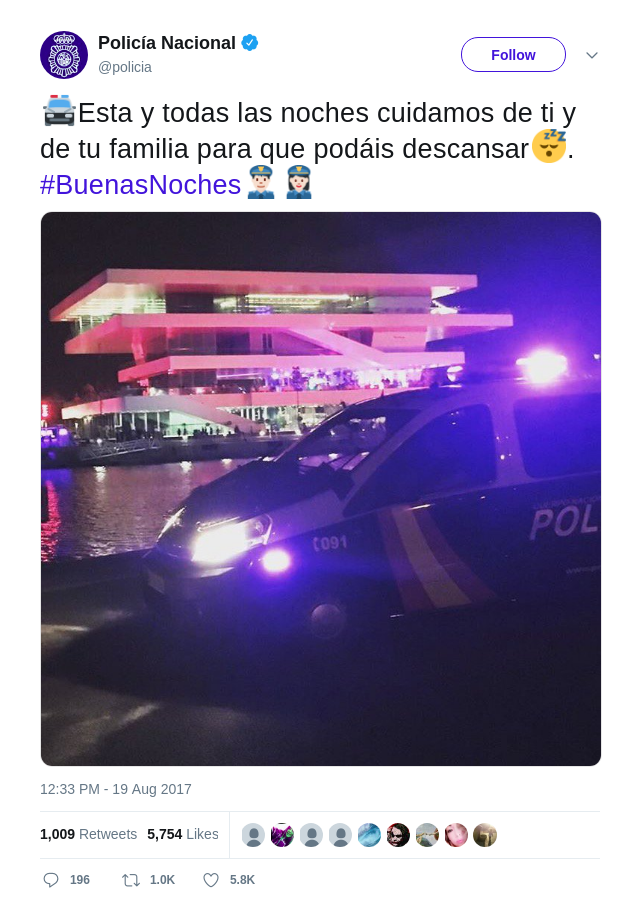 Policía Nacional
@policia
Follow
Esta y todas las noches cuidamos de ti y
de tu familia para que podáis descansar.
#BuenasNoches
091
POL
12:33 PM - 19 Aug 2017
1,009 Retweets 5,754 Likes
196 1.0K 5.8K